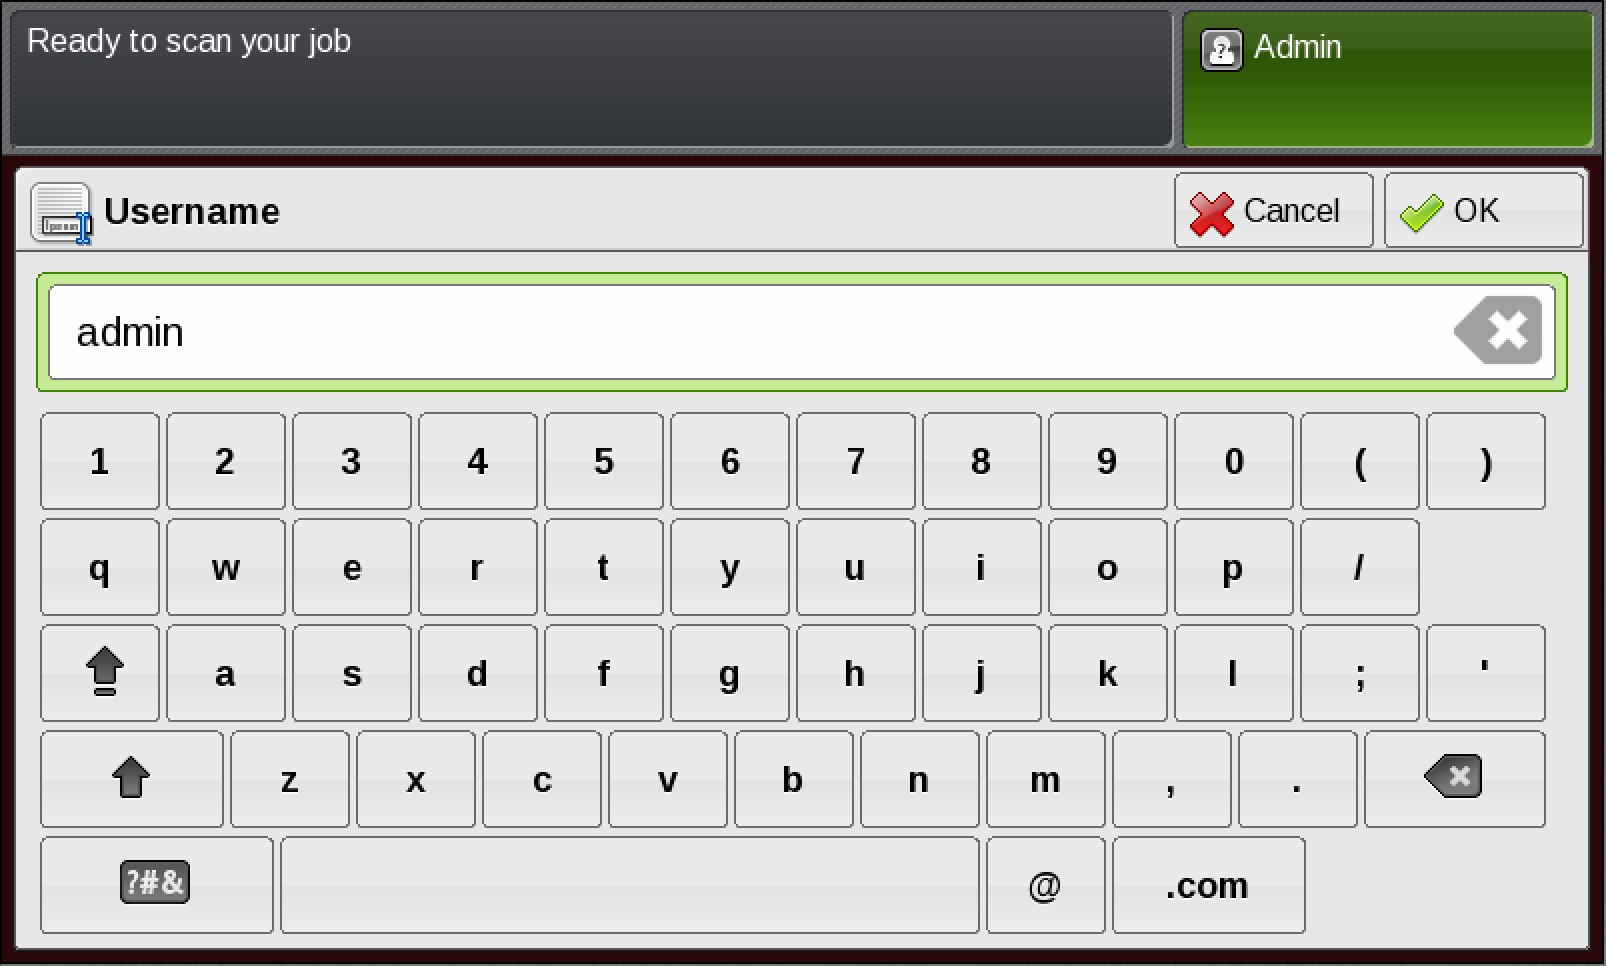 Ready to scan your job
Admin
Username
Cancel
OK
admin
1 2 3 4 5 6 7 8 9 0 ( )
q w e r t y u i o p /
a s d f g h j k l ; '
z x c v b n m , .
?#& @ .com